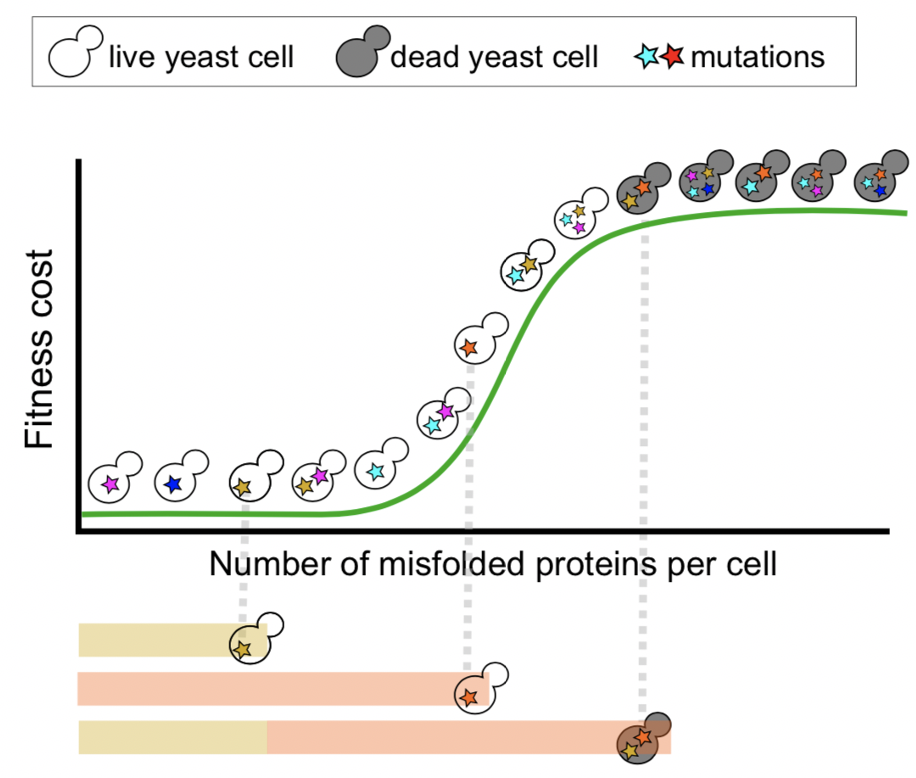 live yeast cell dead yeast cell mutations
Fitness cost
Number of misfolded proteins per cell